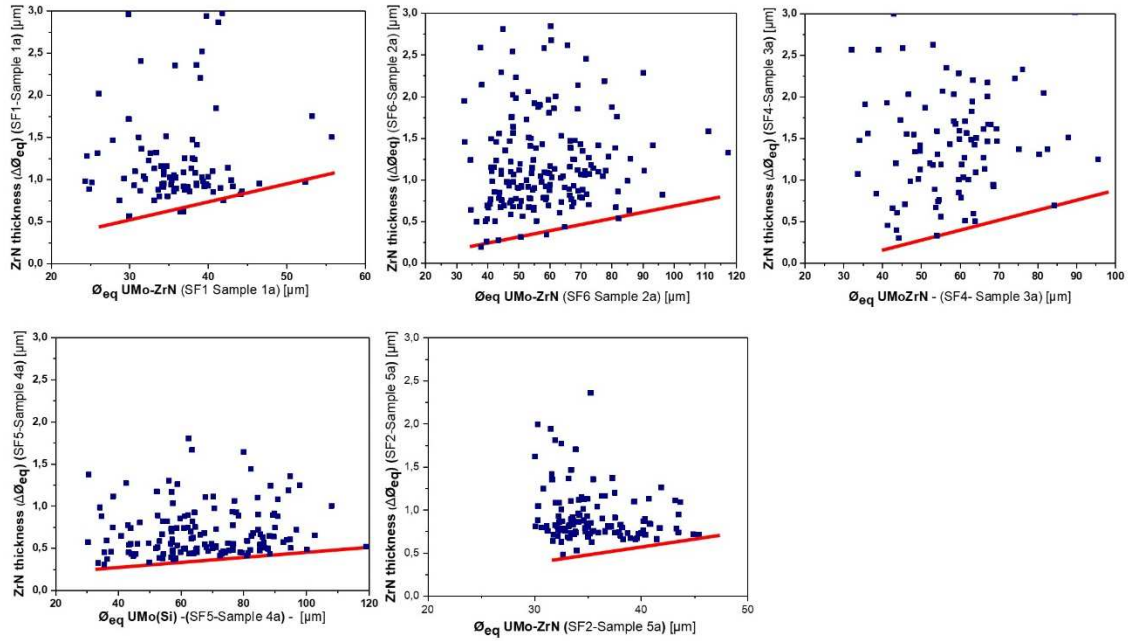 ZrN thickness (ΔØeq) (SF1-Sample 1a) [µm]
3,0
2,5
2,0
1,5
1,0
0,5
0,0
20 30 40 50 60
Øeq UMo-ZrN (SF1 Sample 1a) [µm]
ZrN thickness ((ΔØeq) (SF6-Sample 2a) [µm]
3,0
2,5
2,0
1,5
1,0
0,5
0,0
20 30 40 50 60 70 80 90 100 110 120
Øeq UMo-ZrN (SF6 Sample 2a) [µm]
ZrN thickness (ΔØeq) (SF4-Sample 3a) [µm]
3,0
2,5
2,0
1,5
1,0
0,5
0,0
20 30 40 50 60 70 80 90 100
Øeq UMoZrN - (SF4- Sample 3a) [µm]
ZrN thickness (ΔØeq) (SF5-Sample 4a) [µm]
3,0
2,5
2,0
1,5
1,0
0,5
0,0
20 40 60 80 100 120
Øeq UMo(Si) -(SF5-Sample 4a) - [µm]
ZrN thickness (ΔØeq) (SF2-Sample 5a) [µm]
3,0
2,5
2,0
1,5
1,0
0,5
0,0
20 30 40 50
Øeq UMo-ZrN (SF2-Sample 5a) [µm]